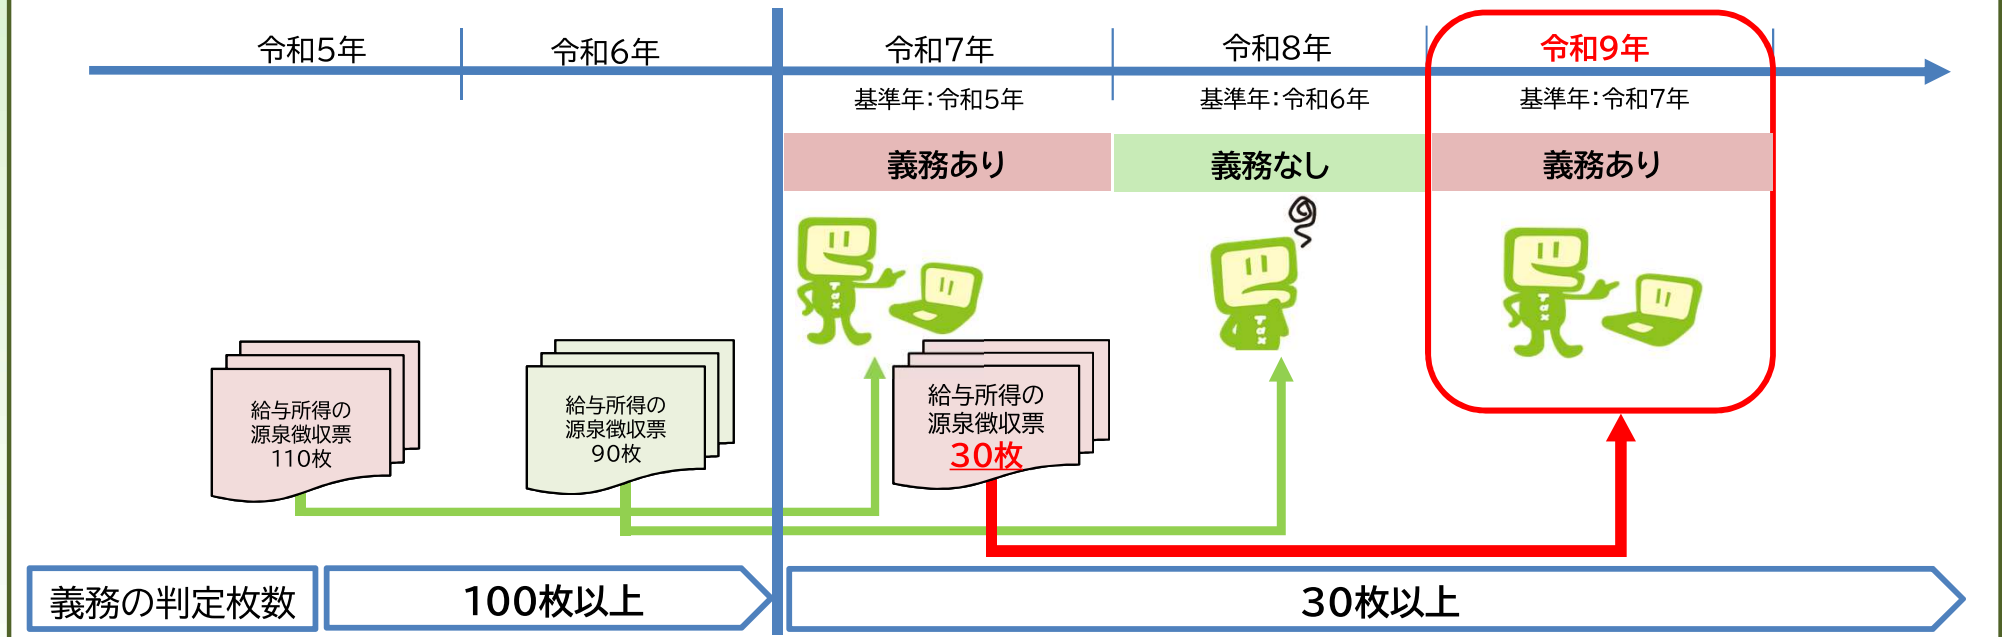 令和5年
令和6年
令和7年
令和8年
令和9年
基準年：令和5年
基準年：令和6年
基準年：令和7年
義務あり
義務なし
義務あり
Tax
Tax
Tax
給与所得の
源泉徴収票
110枚
給与所得の
源泉徴収票
90枚
給与所得の
源泉徴収票
30枚
義務の判定枚数
100枚以上
30枚以上